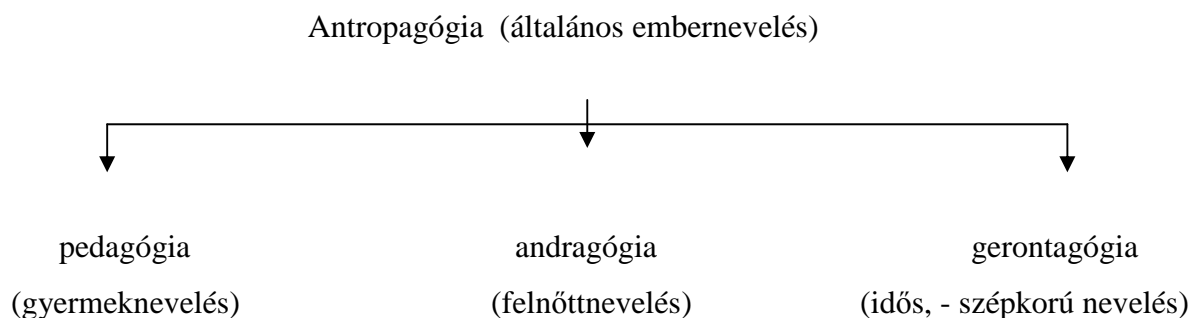 Antropagógia (általános embernevelés)
pedagógia andragógia gerontagógia
(gyermeknevelés) (felnőttnevelés) (idős, - szépkorú nevelés)